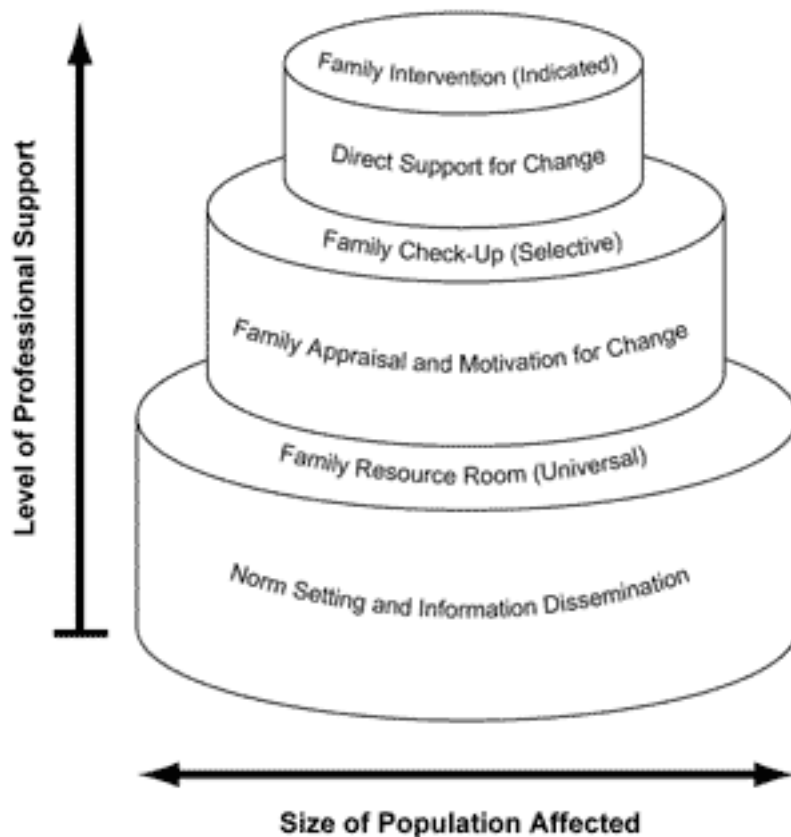 Family Intervention (Indicated)
Direct Support for Change
Family Check-Up (Selective)
Family Appraisal and Motivation for Change
Family Resource Room (Universal)
Norm Setting and Information Dissemination
Level of Professional Support
Size of Population Affected